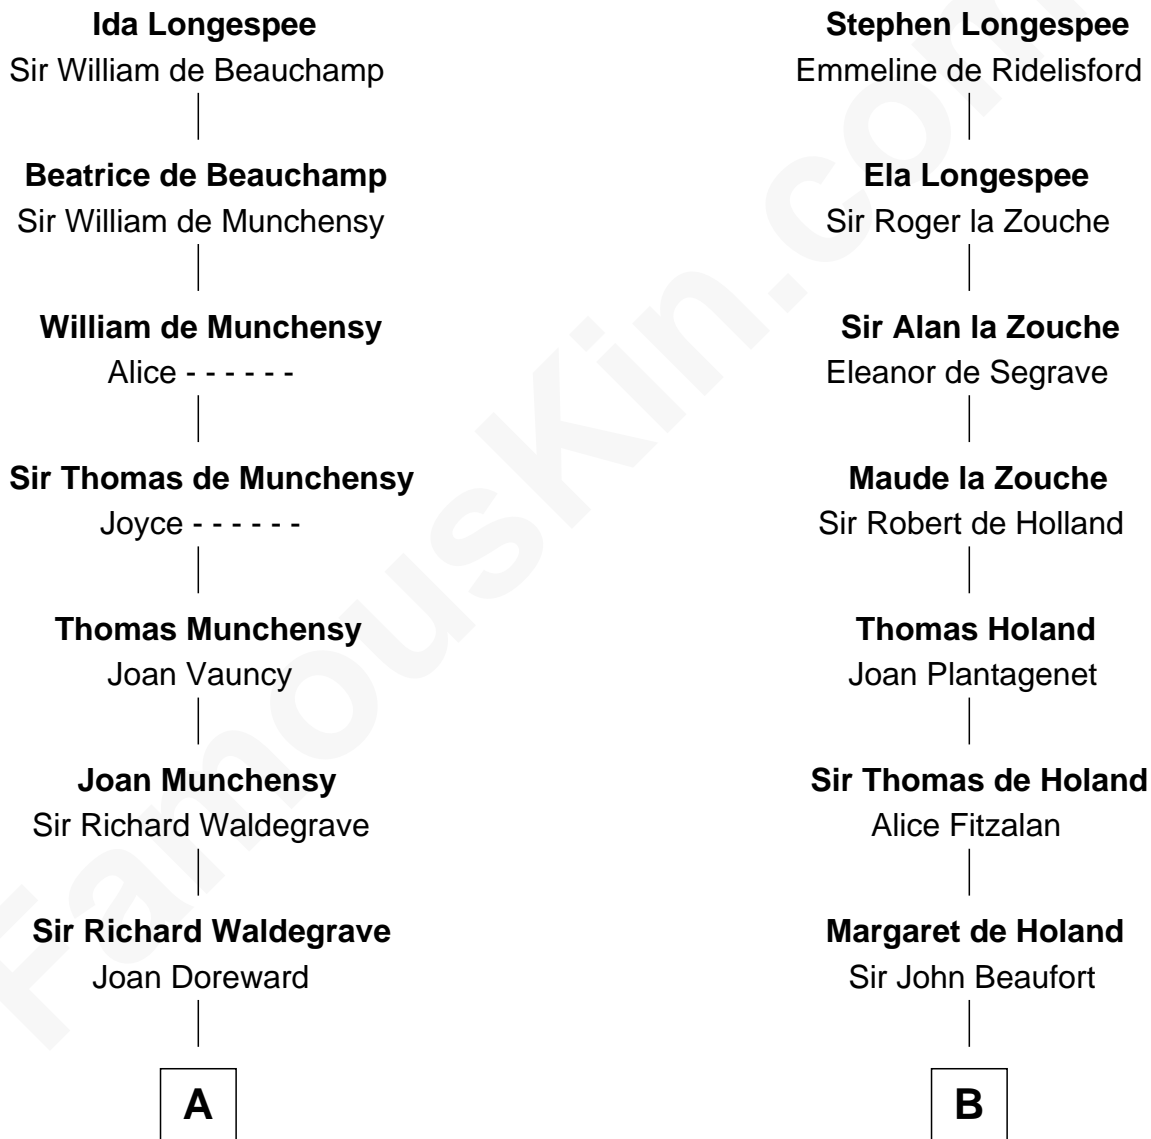 Ida Longespee
Sir William de Beauchamp
Beatrice de Beauchamp
Sir William de Munchensy
William de Munchensy
Alice - - - - - -
Sir Thomas de Munchensy
Joyce - - - - - -
Thomas Munchensy
Joan Vauncy
Joan Munchensy
Sir Richard Waldegrave
Sir Richard Waldegrave
Joan Doreward
A
Stephen Longespee
Emmeline de Ridelisford
Ela Longespee
Sir Roger la Zouche
Sir Alan la Zouche
Eleanor de Segrave
Maude la Zouche
Sir Robert de Holland
Thomas Holand
Joan Plantagenet
Sir Thomas de Holand
Alice Fitzalan
Margaret de Holand
Sir John Beaufort
B
FamousKin.com